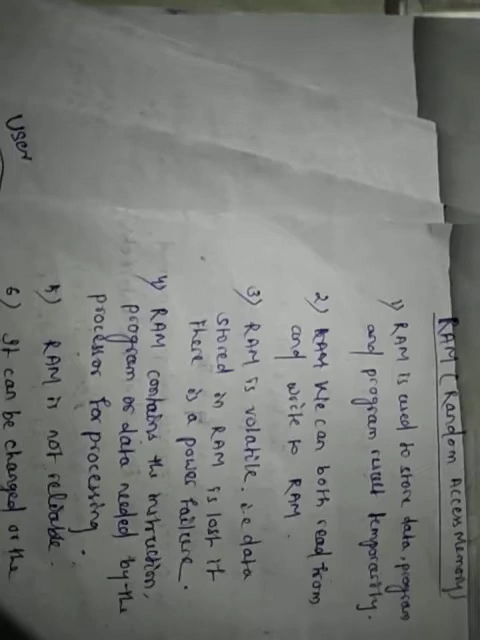 RAM (Random Access Memory)
1) RAM is used to store data, program
and program result temporarily.
2) RAM We can both read from
and write to RAM.
3) RAM is volatile. i.e data
stored in RAM is lost if
there is a power failure.
4) RAM contains the instruction,
program or data needed by the
processor for processing.
5) RAM is not reliable.
6) It can be changed or the
User